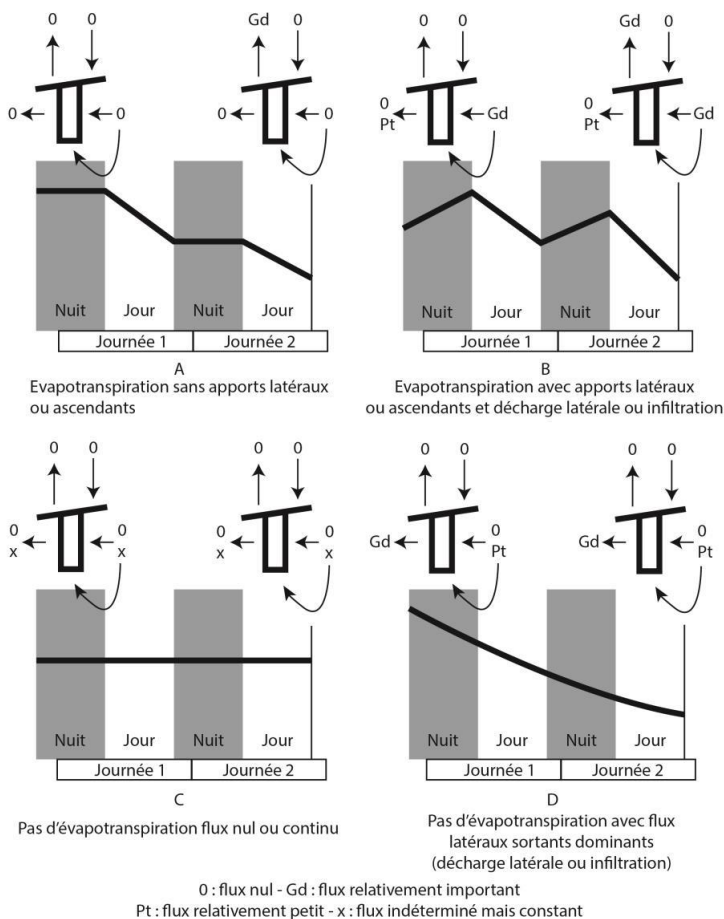 0 0
Gd 0
0 0
0 0
Nuit Jour Nuit Jour
Journée 1 Journée 2
A
Evapotranspiration sans apports latéraux
ou ascendants
0 0
Gd 0
0
Pt Gd
0
Pt Gd
Nuit Jour Nuit Jour
Journée 1 Journée 2
B
Evapotranspiration avec apports latéraux
ou ascendants et décharge latérale ou infiltration
0 0
0 0
0 0
x x
0 0
x x
Nuit Jour Nuit Jour
Journée 1 Journée 2
C
Pas d'évapotranspiration flux nul ou continu
0 0
0 0
Gd 0
Pt
Gd 0
Pt
Nuit Jour Nuit Jour
Journée 1 Journée 2
D
Pas d'évapotranspiration avec flux
latéraux sortants dominants
(décharge latérale ou infiltration)
0 : flux nul - Gd : flux relativement important
Pt : flux relativement petit - x : flux indéterminé mais constant